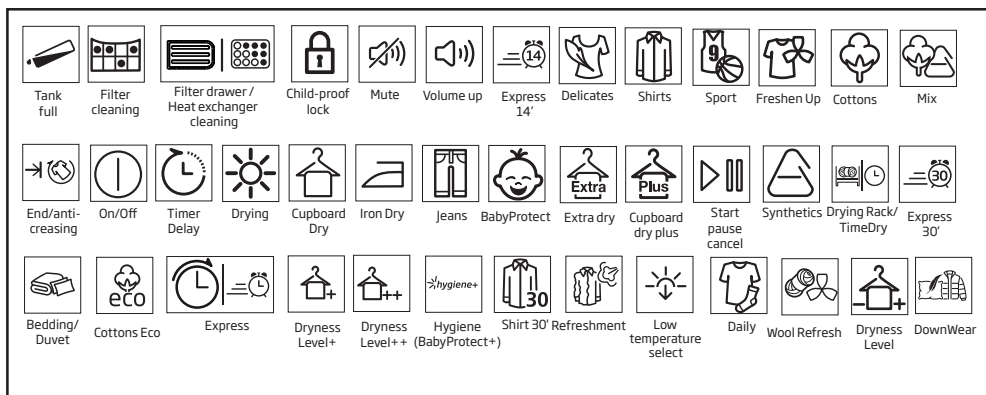 14
9
Tank full
Filter cleaning
Filter drawer / Heat exchanger cleaning
Child-proof lock
Mute
Volume up
Express 14'
Delicates
Shirts
Sport
Freshen Up
Cottons
Mix
Extra
Plus
30
End/anti-creasing
On/Off
Timer Delay
Drying
Cupboard Dry
Iron Dry
Jeans
BabyProtect
Extra dry
Cupboard dry plus
Start pause cancel
Synthetics
Drying Rack/ TimeDry
Express 30'
eco
+
++
hygiene+
30
- +
Bedding/ Duvet
Cottons Eco
Express
Dryness Level+
Dryness Level++
Hygiene (BabyProtect+)
Shirt 30'
Refreshment
Low temperature select
Daily
Wool Refresh
Dryness Level
DownWear